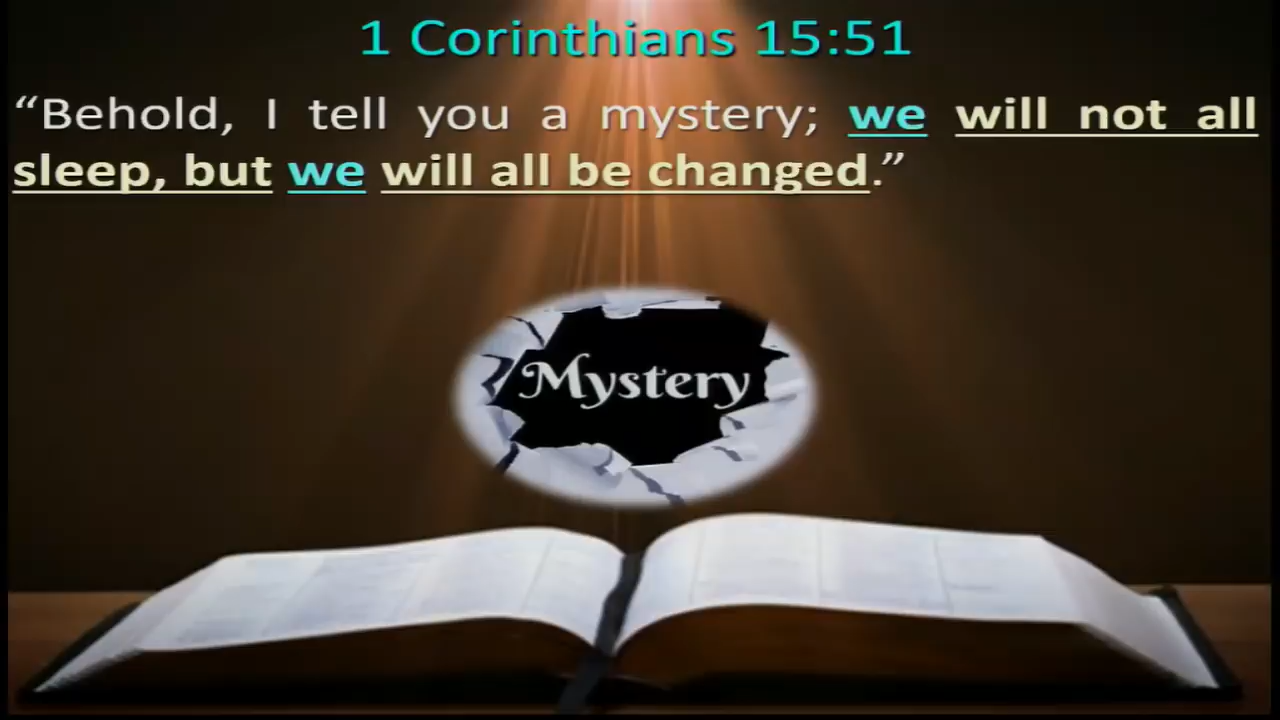 1 Corinthians 15:51
“Behold, I tell you a mystery; we will not all
sleep, but we will all be changed.”
Mystery